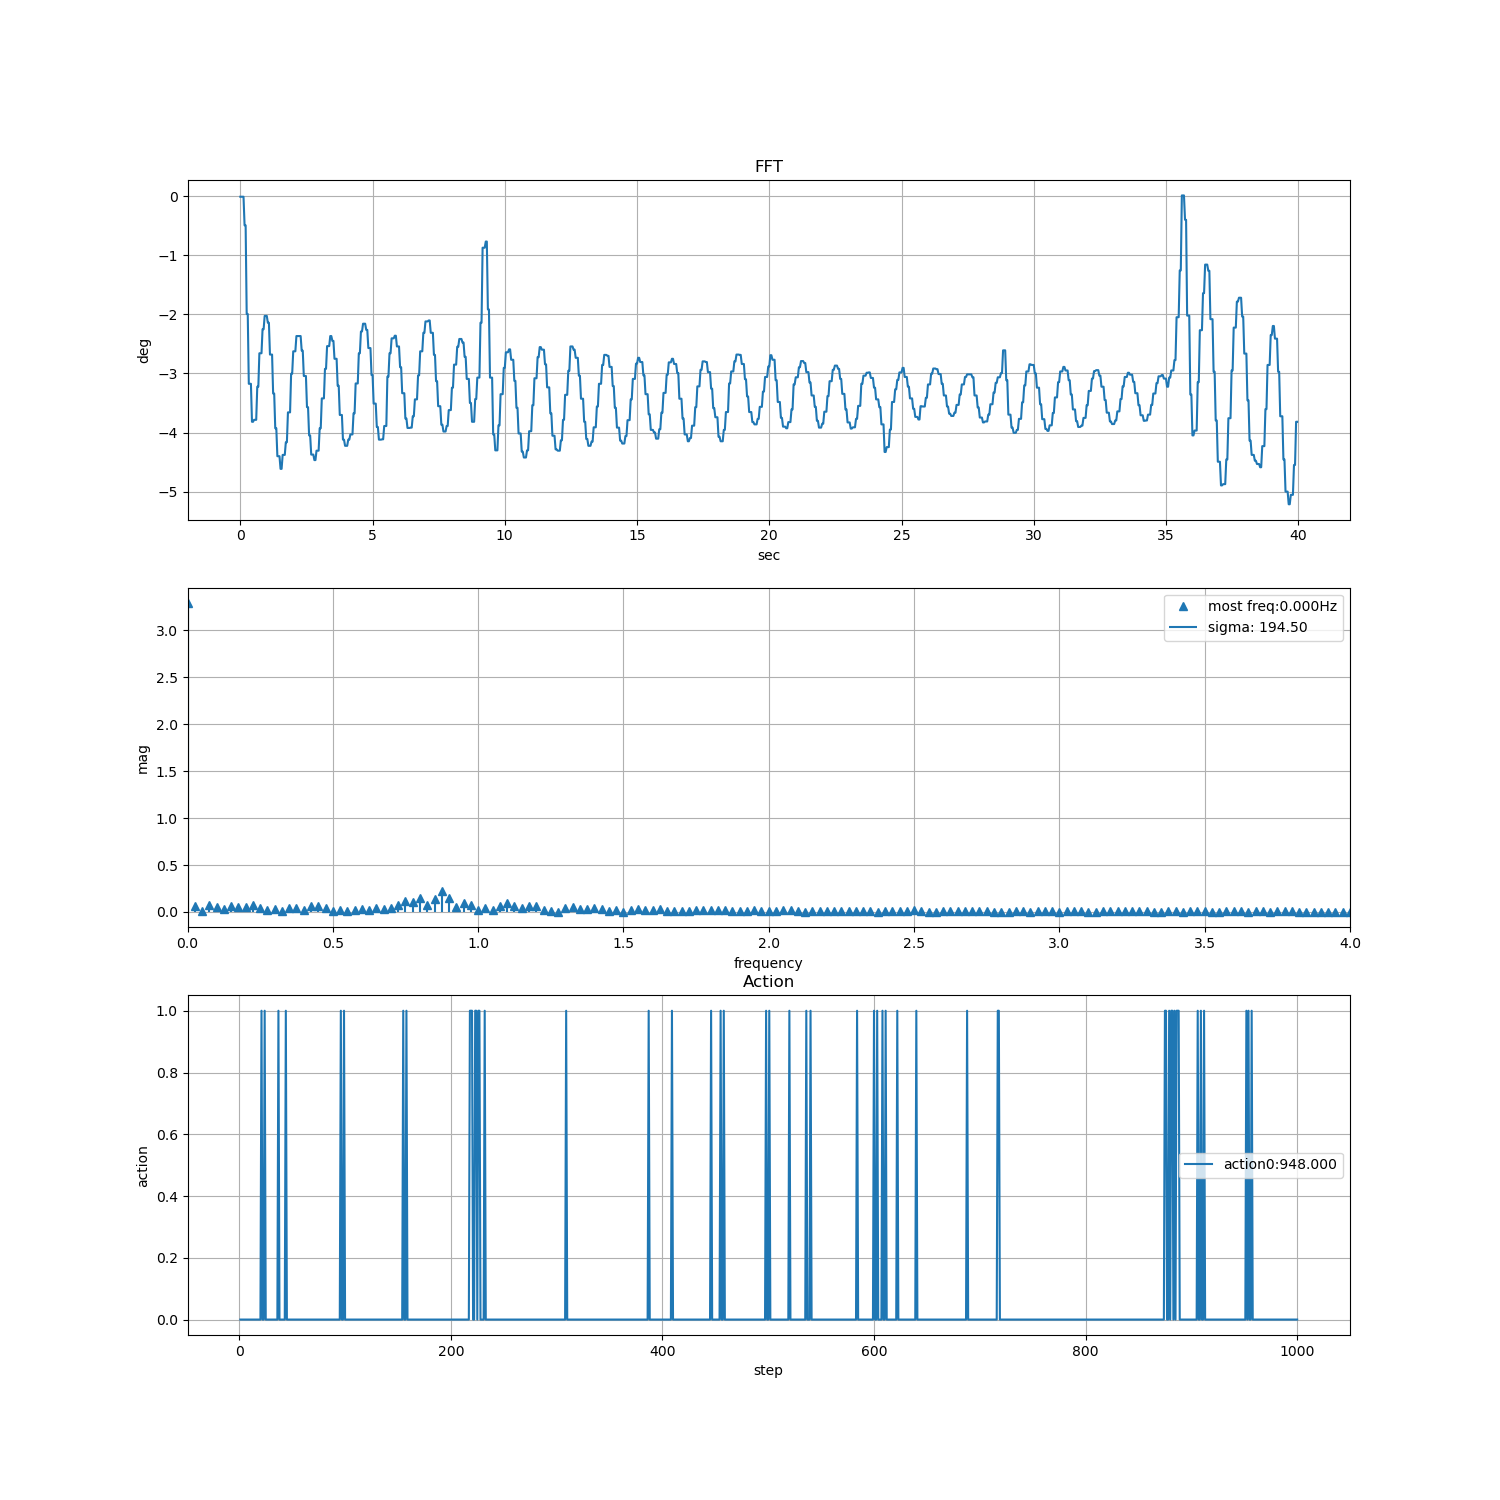 FFT
0
−1
−2
−3
−4
−5
deg
0 5 10 15 20 25 30 35 40
sec
most freq:0.000Hz
sigma: 194.50
3.0
2.5
2.0
1.5
1.0
0.5
0.0
mag
0.0 0.5 1.0 1.5 2.0 2.5 3.0 3.5 4.0
frequency
Action
1.0
0.8
0.6
0.4
0.2
0.0
action
action0:948.000
0 200 400 600 800 1000
step